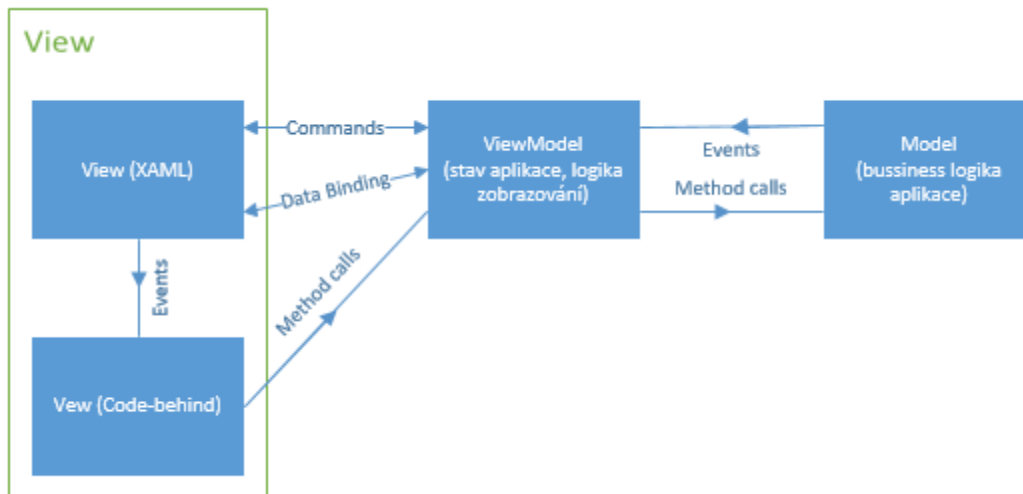 View
View (XAML)
Commands
Data Binding
ViewModel
(stav aplikace, logika
zobrazování)
Events
Method calls
Model
(bussiness logika
aplikace)
Events
Method calls
Vew (Code-behind)